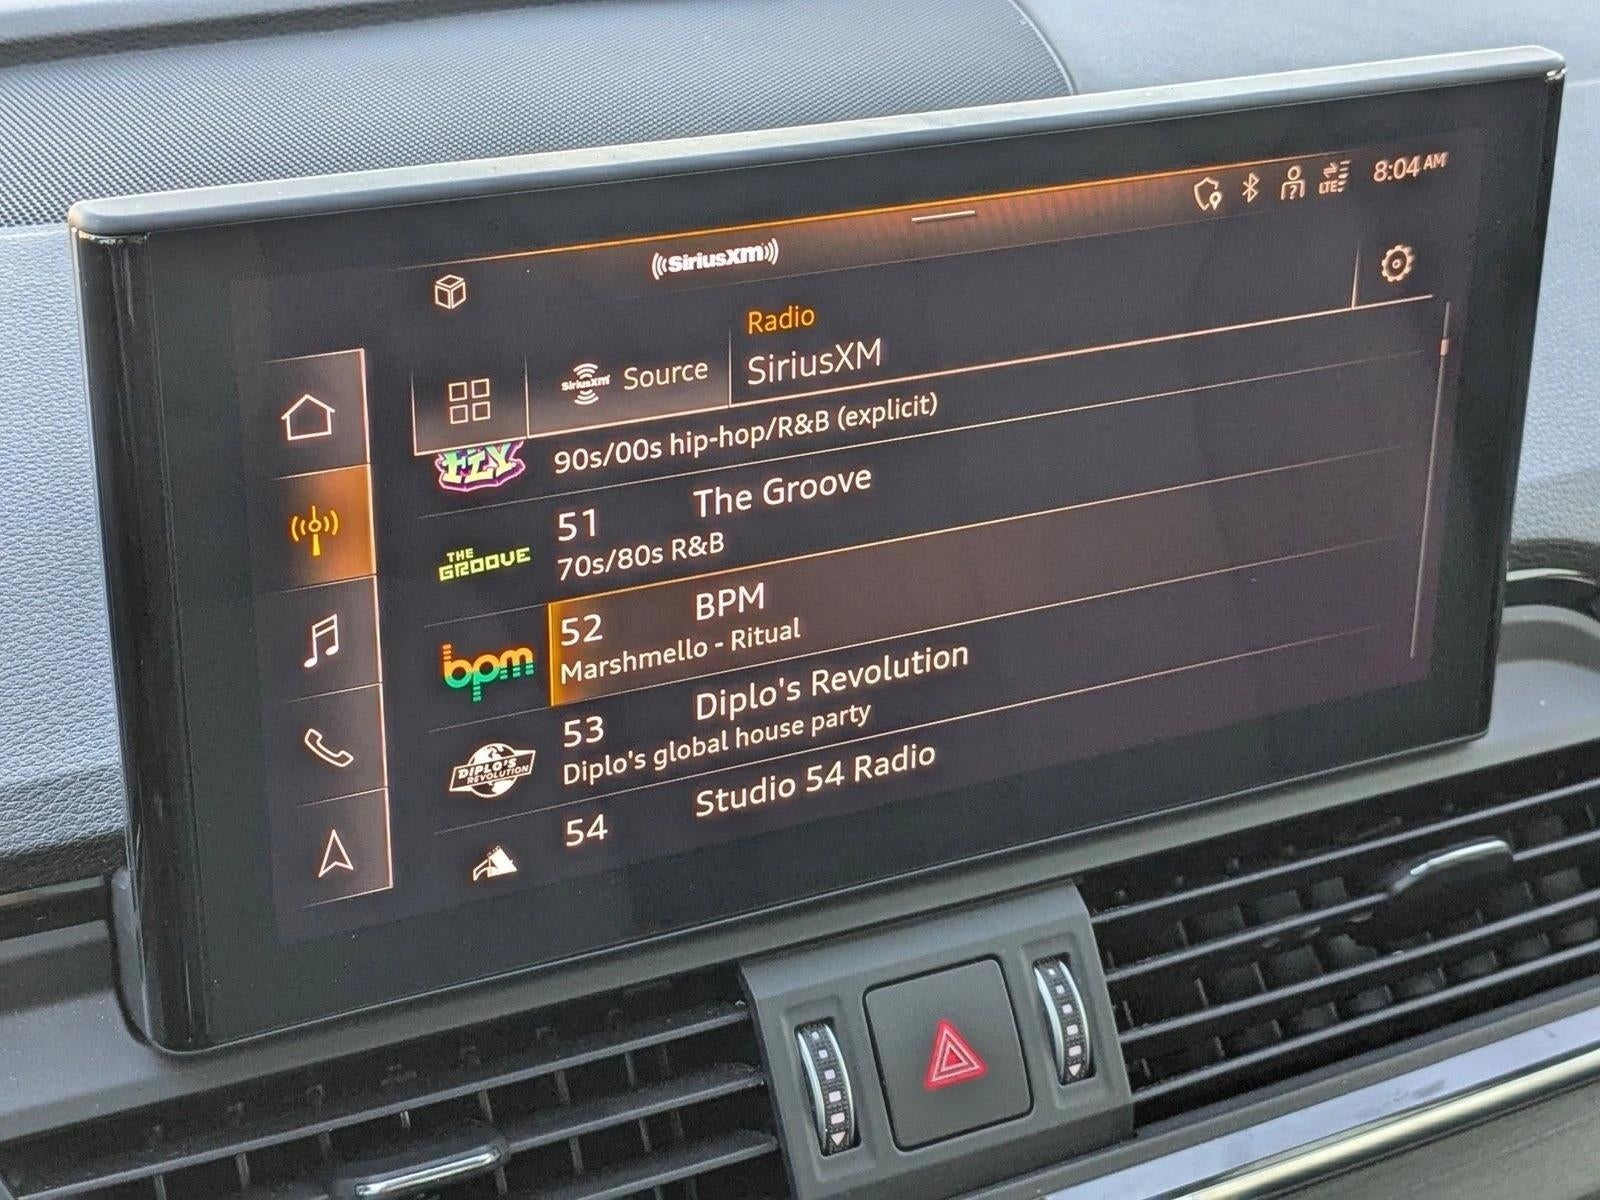 8:04 AM
LTE
SiriusXM
Radio
SiriusXM Source SiriusXM
FLY
90s/00s hip-hop/R&B (explicit)
THE GROOVE
51 The Groove
70s/80s R&B
bpm
52 BPM
Marshmello - Ritual
DIPLO'S REVOLUTION
53 Diplo's Revolution
Diplo's global house party
54 Studio 54 Radio